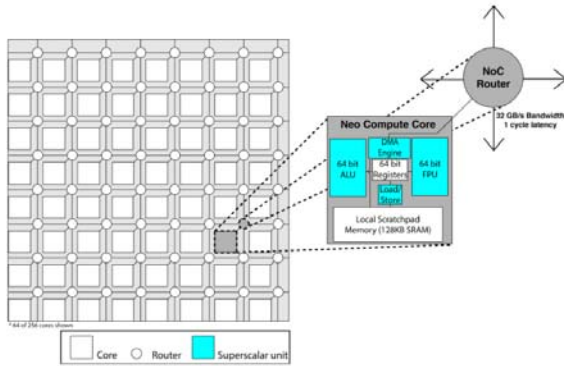 NoC
Router
32 GB/s Bandwidth
1 cycle latency
Neo Compute Core
DMA
Engine
64 bit
ALU
64 bit
Registers
64 bit
FPU
Load/
Store
Local Scratchpad
Memory (128KB SRAM)
* 64 of 256 cores shown
Core
Router
Superscalar unit